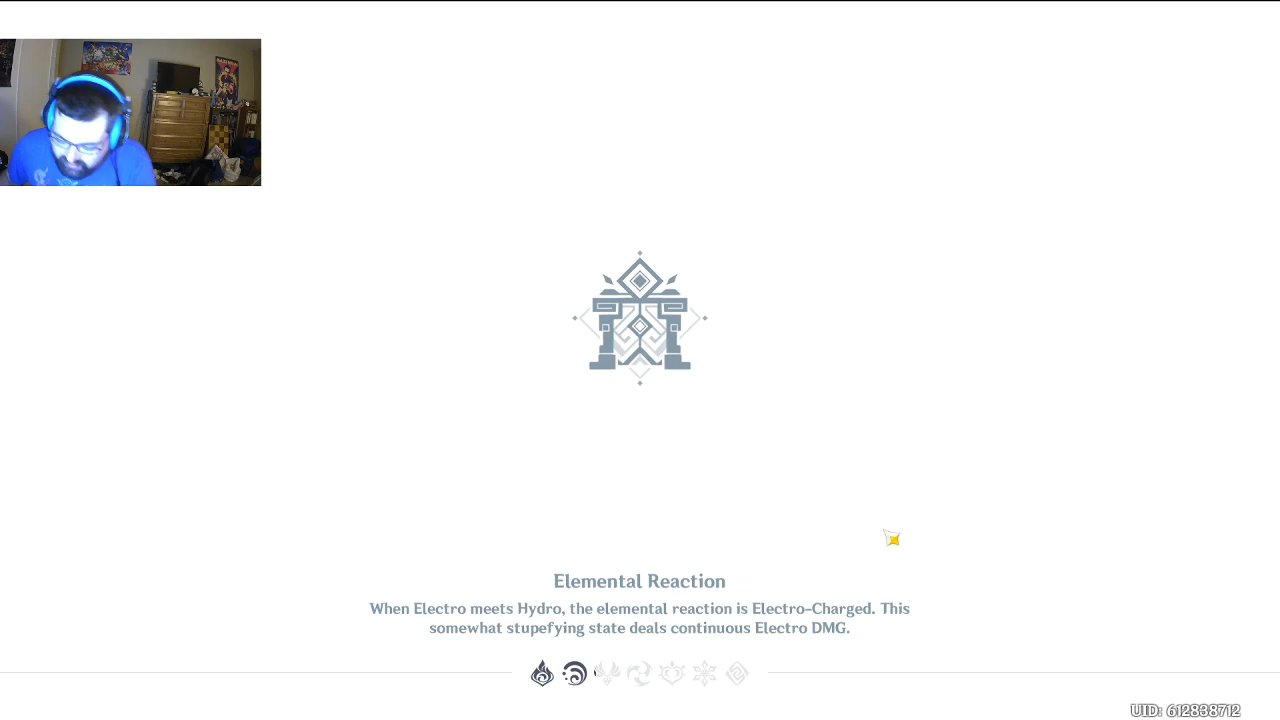 Elemental Reaction
When Electro meets Hydro, the elemental reaction is Electro-Charged. This
somewhat stupefying state deals continuous Electro DMG.
UID: 612838712